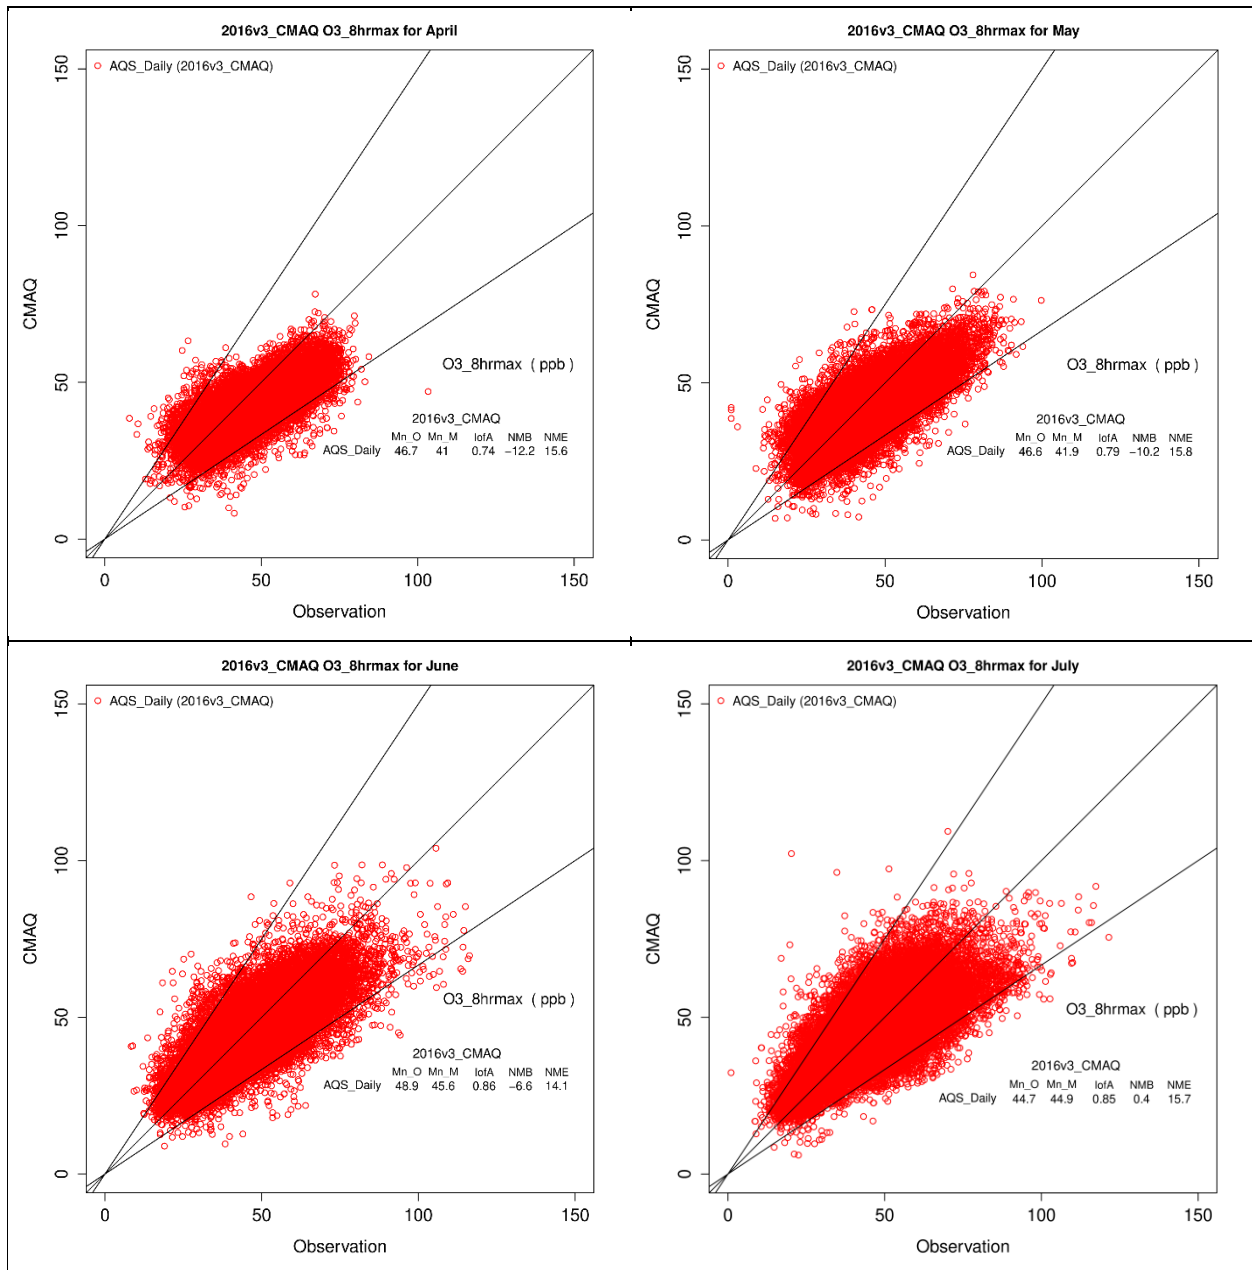 2016v3_CMAQ O3_8hrmax for April
AQS_Daily (2016v3_CMAQ)
150
100
50
0
CMAQ
O3_8hrmax ( ppb )
2016v3_CMAQ
Mn_O Mn_M IofA NMB NME
AQS_Daily 46.7 41 0.74 −12.2 15.6
0 50 100 150
Observation
2016v3_CMAQ O3_8hrmax for May
AQS_Daily (2016v3_CMAQ)
150
100
50
0
CMAQ
O3_8hrmax ( ppb )
2016v3_CMAQ
Mn_O Mn_M IofA NMB NME
AQS_Daily 46.6 41.9 0.79 −10.2 15.8
0 50 100 150
Observation
2016v3_CMAQ O3_8hrmax for June
AQS_Daily (2016v3_CMAQ)
150
100
50
0
CMAQ
O3_8hrmax ( ppb )
2016v3_CMAQ
Mn_O Mn_M IofA NMB NME
AQS_Daily 48.9 45.6 0.86 −6.6 14.1
0 50 100 150
Observation
2016v3_CMAQ O3_8hrmax for July
AQS_Daily (2016v3_CMAQ)
150
100
50
0
CMAQ
O3_8hrmax ( ppb )
2016v3_CMAQ
Mn_O Mn_M IofA NMB NME
AQS_Daily 44.7 44.9 0.85 0.4 15.7
0 50 100 150
Observation